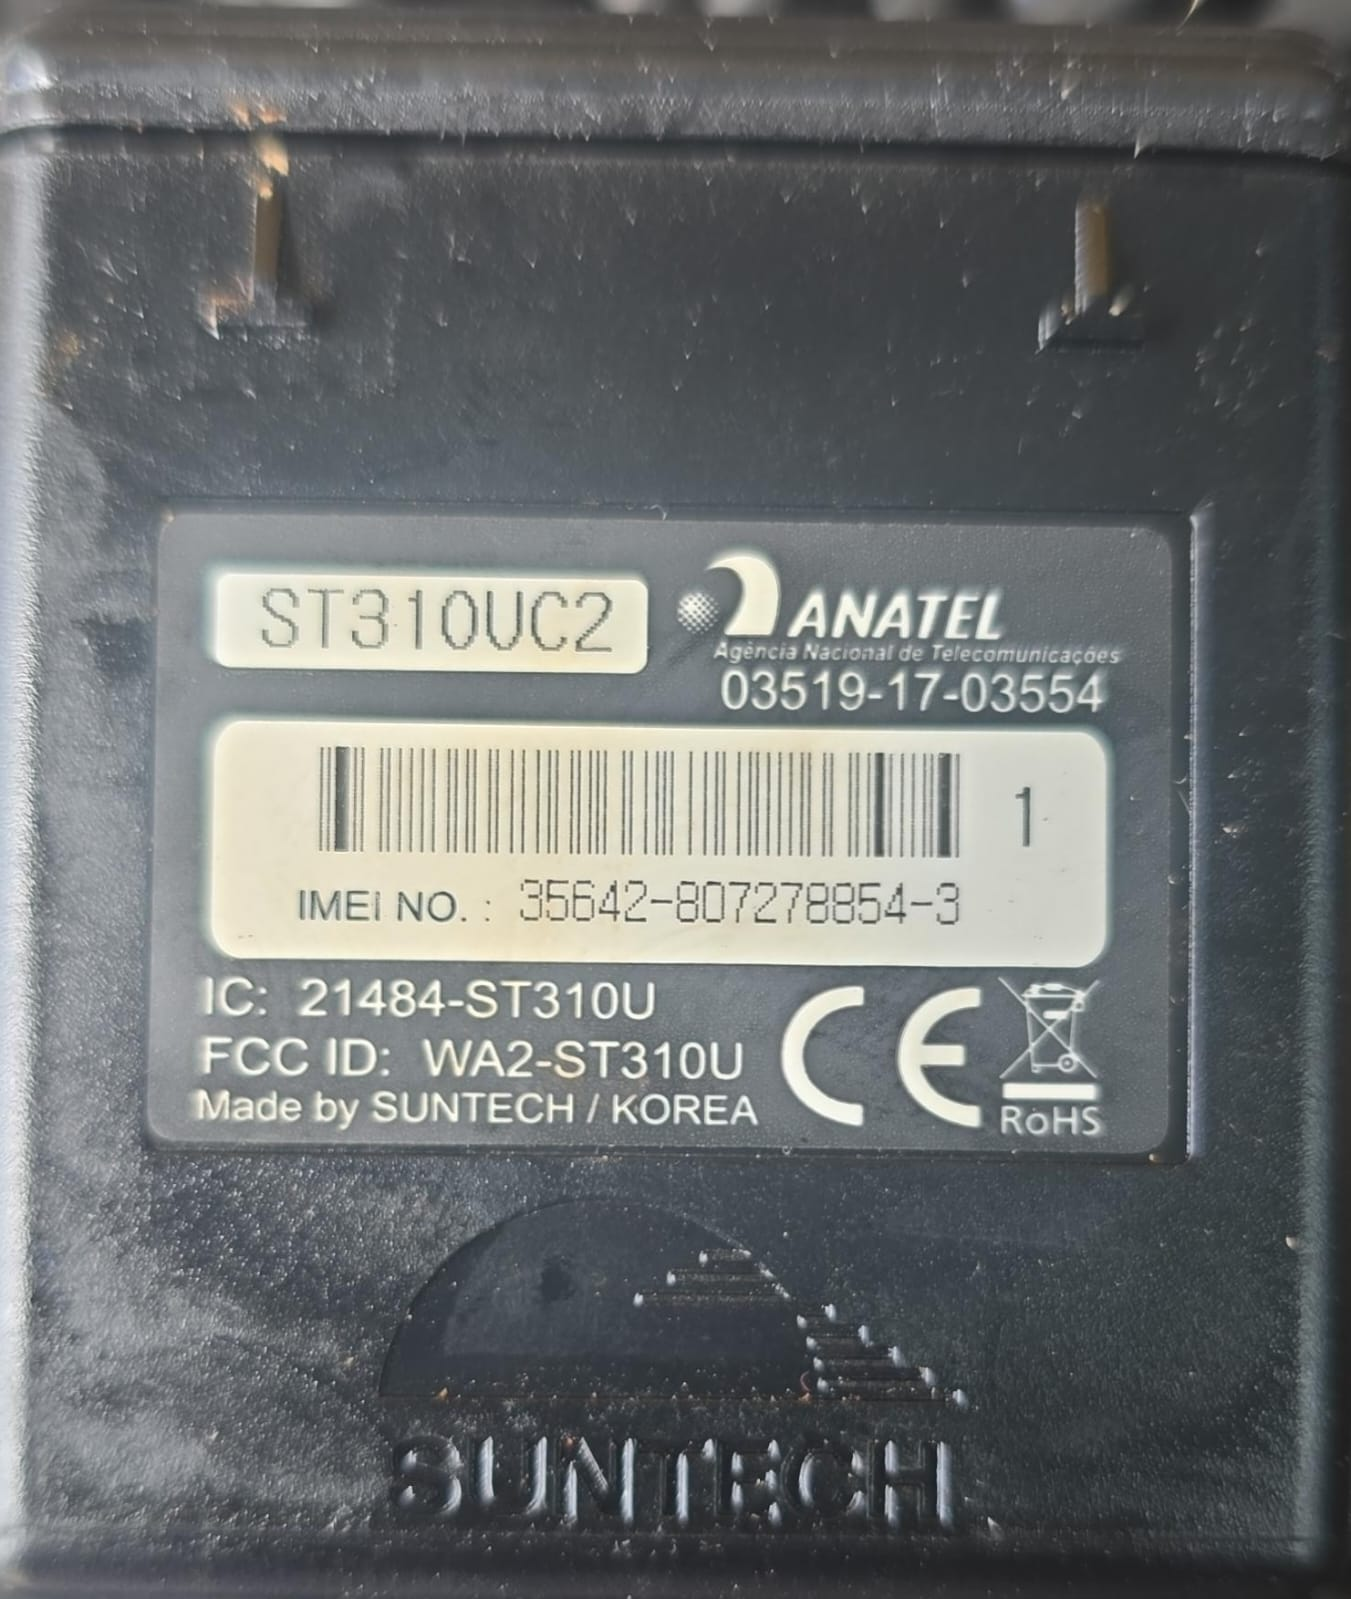 ST310UC2
ANATEL
Agência Nacional de Telecomunicações
03519-17-03554
1
IMEI NO. : 35642-807278854-3
IC: 21484-ST310U
FCC ID: WA2-ST310U
Made by SUNTECH / KOREA
CE
RoHS
SUNTECH